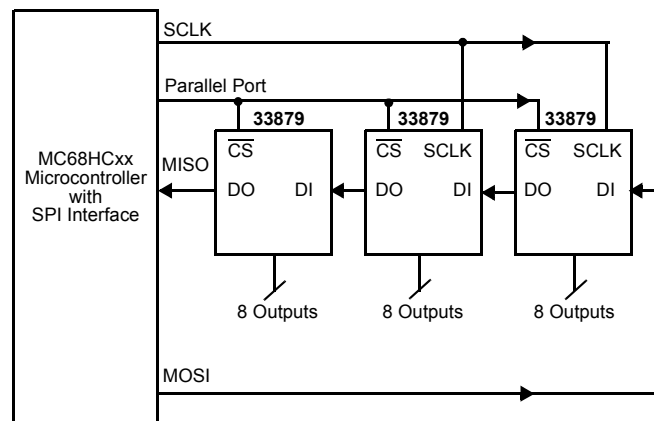 SCLK
Parallel Port
33879
33879
33879
MC68HCxx
Microcontroller
with
SPI Interface
MISO
CS
CS
SCLK
CS
SCLK
DO
DI
DO
DI
DO
DI
8 Outputs
8 Outputs
8 Outputs
MOSI